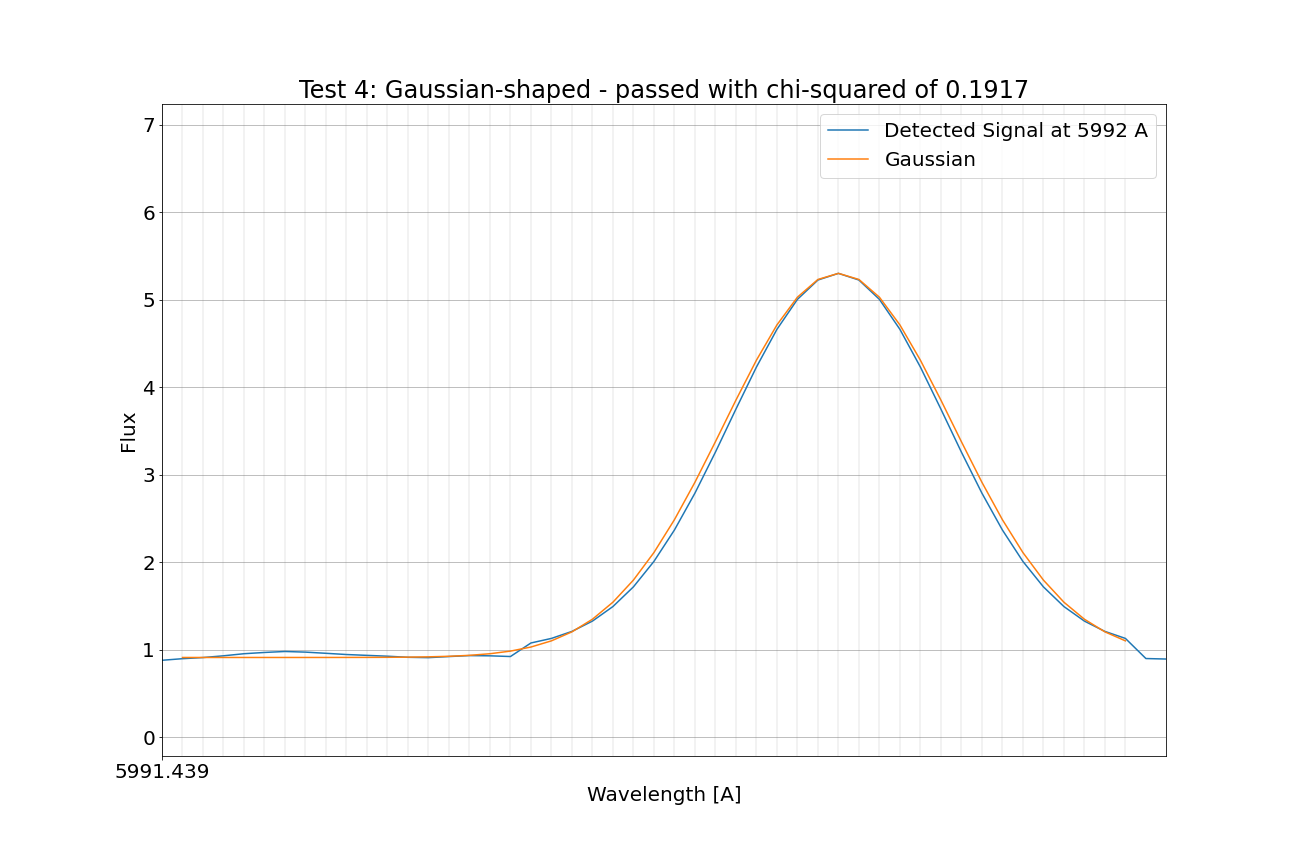 Test 4: Gaussian-shaped - passed with chi-squared of 0.1917
Detected Signal at 5992 A
Gaussian
7
6
5
4
3
2
1
0
Flux
5991.439
Wavelength [A]